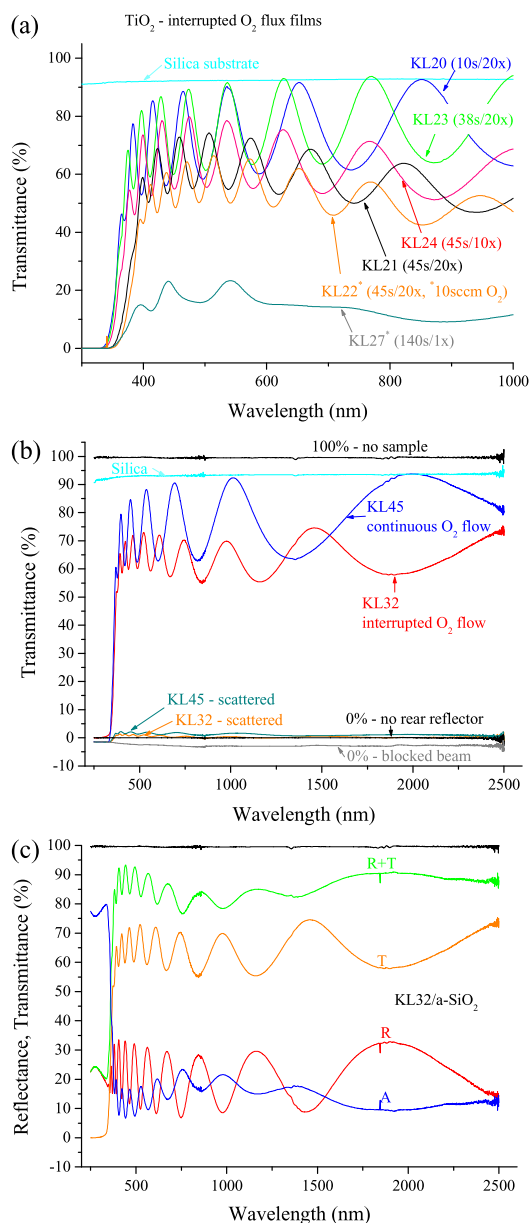 (a)
TiO₂ - interrupted O₂ flux films
Silica substrate
KL20 (10s/20x)
KL23 (38s/20x)
KL24 (45s/10x)
KL21 (45s/20x)
KL22* (45s/20x, *10sccm O₂)
KL27* (140s/1x)
Transmittance (%)
100
80
60
40
20
0
400
600
800
1000
Wavelength (nm)
(b)
100% - no sample
Silica
KL45
continuous O₂ flow
KL32
interrupted O₂ flow
KL45 - scattered
KL32 - scattered
0% - no rear reflector
0% - blocked beam
Transmittance (%)
100
90
80
70
60
50
40
30
20
10
0
-10
500
1000
1500
2000
2500
Wavelength (nm)
(c)
R+T
T
KL32/a-SiO₂
R
A
Reflectance, Transmittance (%)
100
90
80
70
60
50
40
30
20
10
0
-10
500
1000
1500
2000
2500
Wavelength (nm)